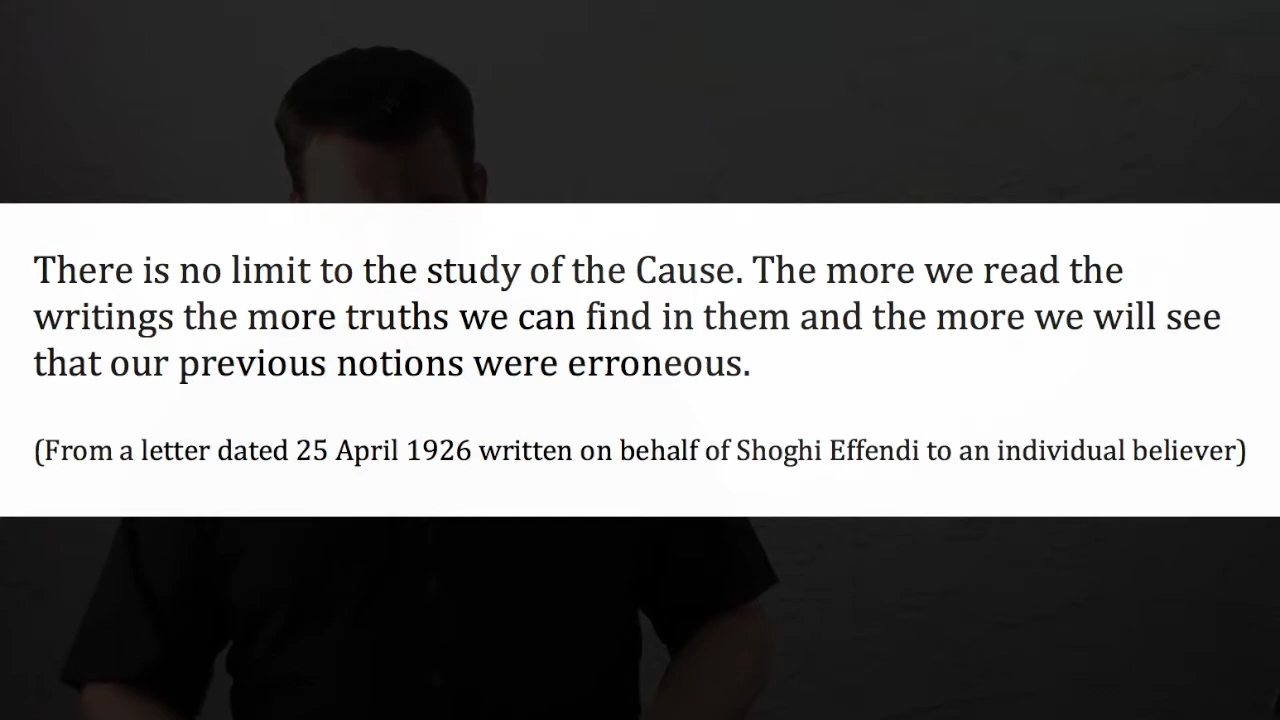 There is no limit to the study of the Cause. The more we read the
writings the more truths we can find in them and the more we will see
that our previous notions were erroneous.
(From a letter dated 25 April 1926 written on behalf of Shoghi Effendi to an individual believer)